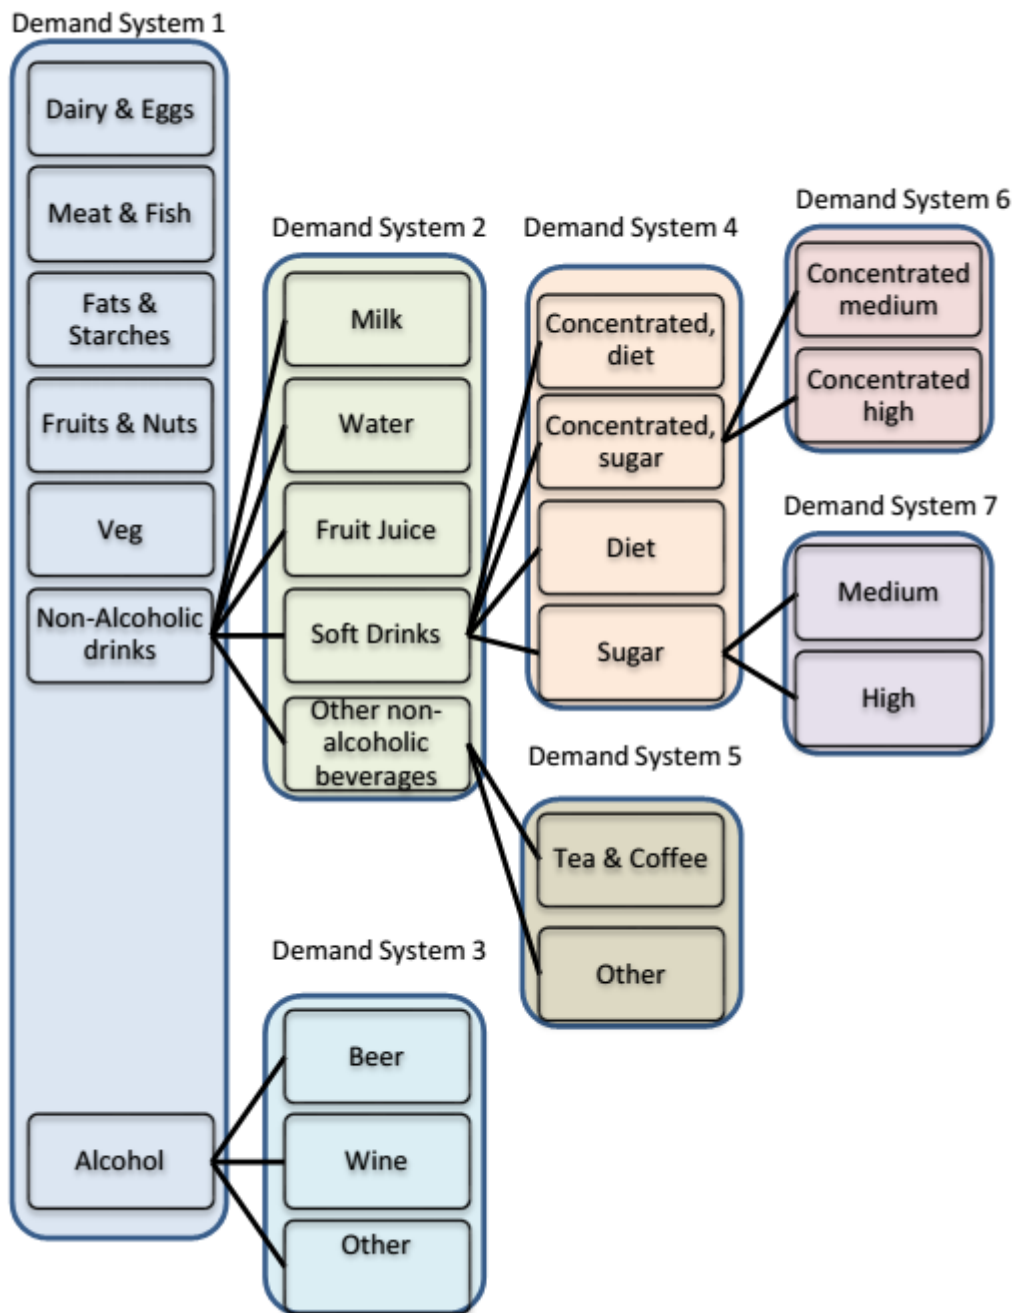 Demand System 1
Dairy & Eggs
Meat & Fish
Fats &
Starches
Fruits & Nuts
Veg
Non-Alcoholic
drinks
Alcohol
Demand System 2
Milk
Water
Fruit Juice
Soft Drinks
Other non-
alcoholic
beverages
Demand System 3
Beer
Wine
Other
Demand System 4
Concentrated,
diet
Concentrated,
sugar
Diet
Sugar
Demand System 5
Tea & Coffee
Other
Demand System 6
Concentrated
medium
Concentrated
high
Demand System 7
Medium
High